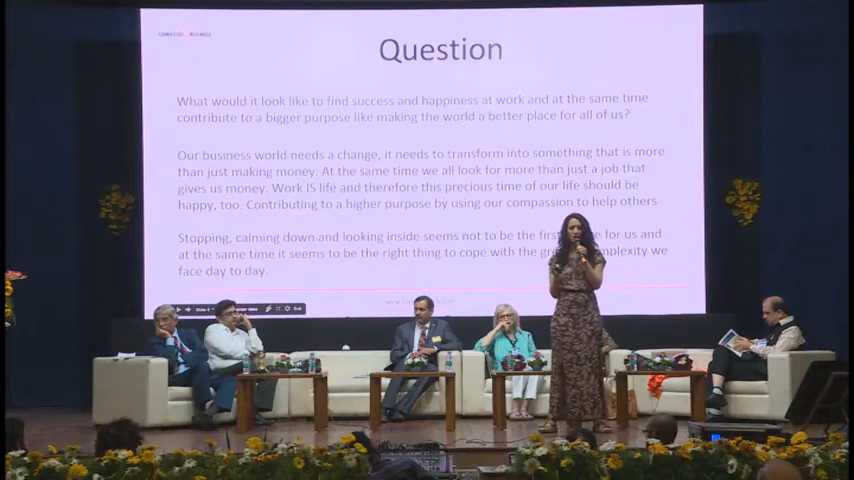 Question
What would it look like to find success and happiness at work and at the same time
contribute to a bigger purpose like making the world a better place for all of us?
Our business world needs a change, it needs to transform into something that is more
than just making money. At the same time we all look for more than just a job that
gives us money. Work IS life and therefore this precious time of our life should be
happy, too. Contributing to a higher purpose by using our compassion to help others
Stopping, calming down and looking inside seems not to be the first for us and
at the same time it seems to be the right thing to cope with the we
face day to day.